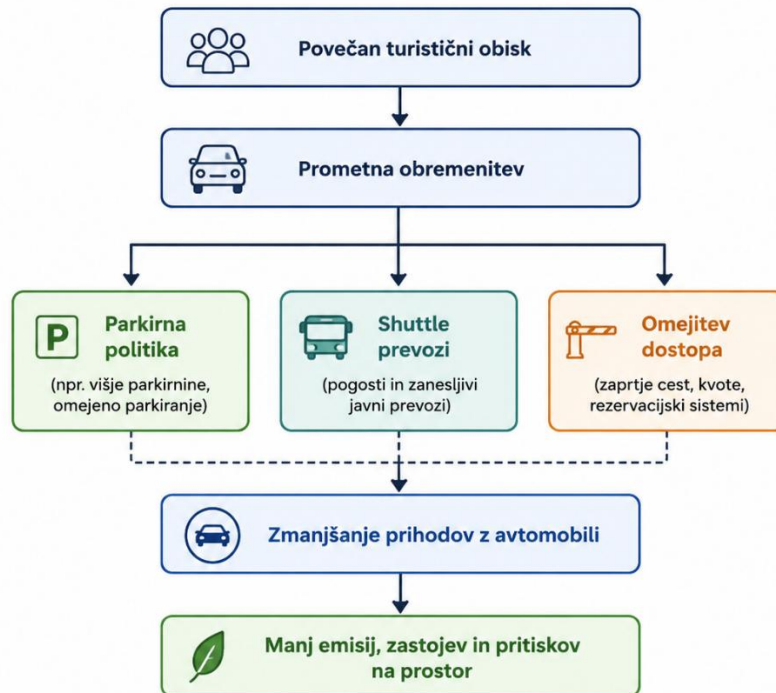 Povečan turistični obisk
Prometna obremenitev
P
Parkirna
politika
(npr. višje parkirnine,
omejeno parkiranje)
Shuttle
prevozi
(pogosti in zanesljivi
javni prevozi)
Omejitev
dostopa
(zaprtje cest, kvote,
rezervacijski sistemi)
Zmanjšanje prihodov z avtomobili
Manj emisij, zastojev in pritiskov
na prostor